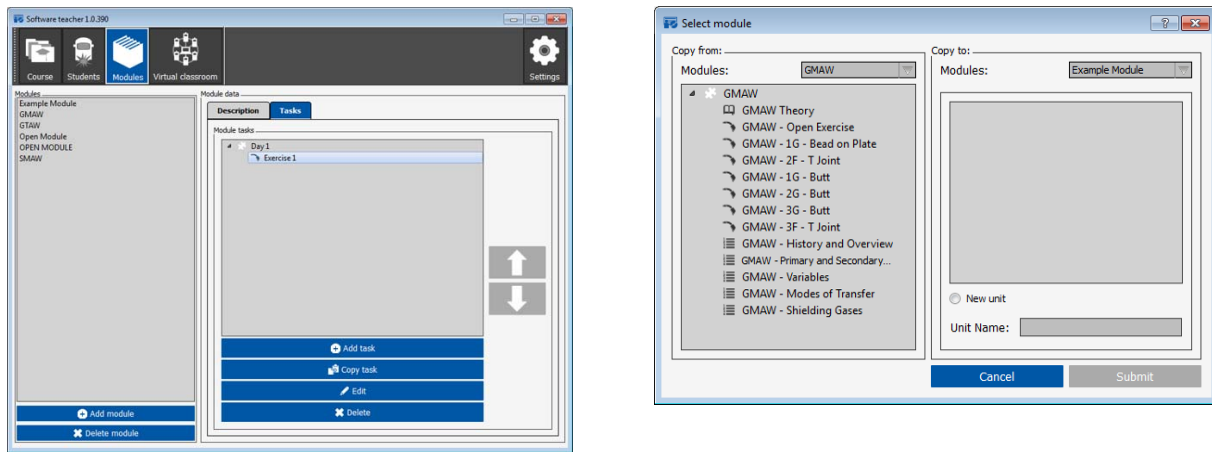 Software teacher 1.0.390
Course Students Modules Virtual classroom Settings
Modules
Example Module
GMAW
GTAW
Open Module
OPEN MODULE
SMAW
Add module
Delete module
Module data
Description Tasks
Module tasks
Day 1
Exercise 1
Add task
Copy task
Edit
Delete
Select module
Copy from:
Modules: GMAW
GMAW
GMAW Theory
GMAW - Open Exercise
GMAW - 1G - Bead on Plate
GMAW - 2F - T Joint
GMAW - 1G - Butt
GMAW - 2G - Butt
GMAW - 3G - Butt
GMAW - 3F - T Joint
GMAW - History and Overview
GMAW - Primary and Secondary...
GMAW - Variables
GMAW - Modes of Transfer
GMAW - Shielding Gases
Copy to:
Modules: Example Module
New unit
Unit Name:
Cancel Submit